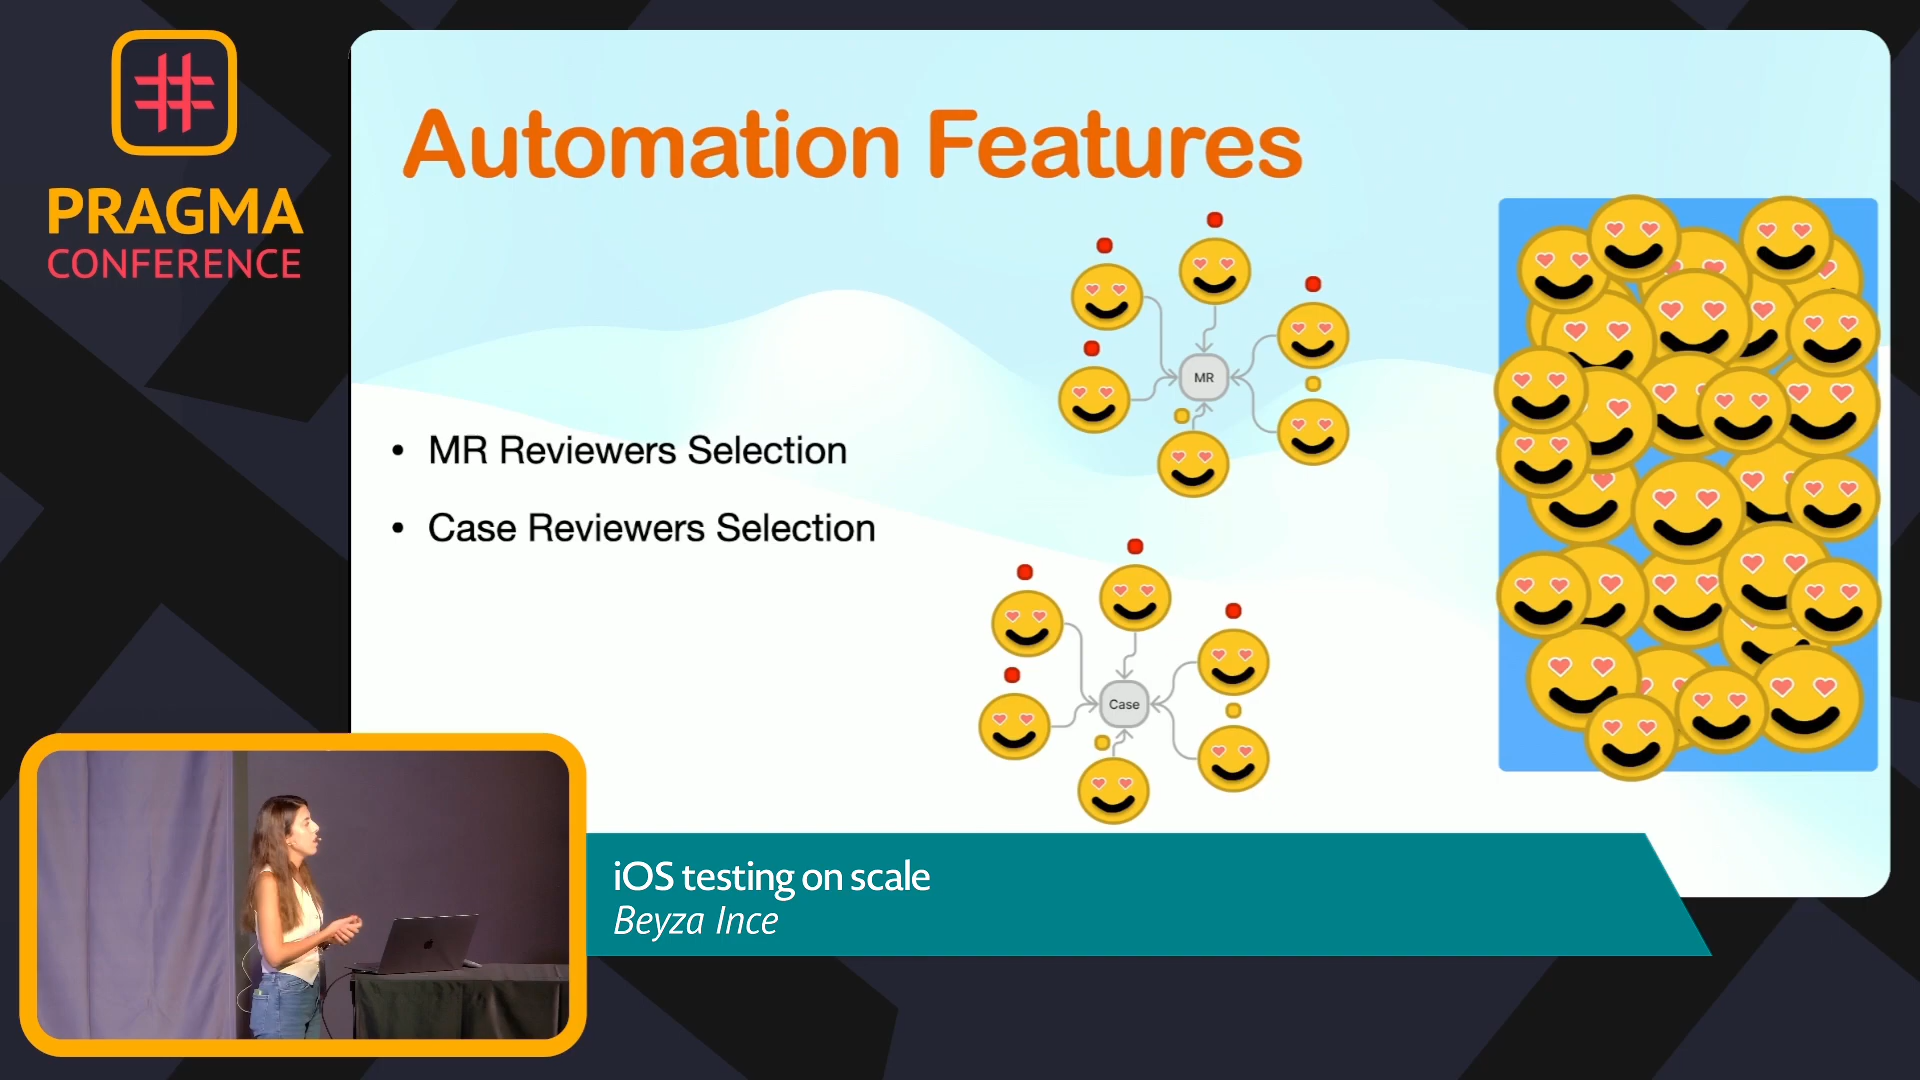 PRAGMA
CONFERENCE
Automation Features
• MR Reviewers Selection
• Case Reviewers Selection
MR
Case
iOS testing on scale
Beyza Ince